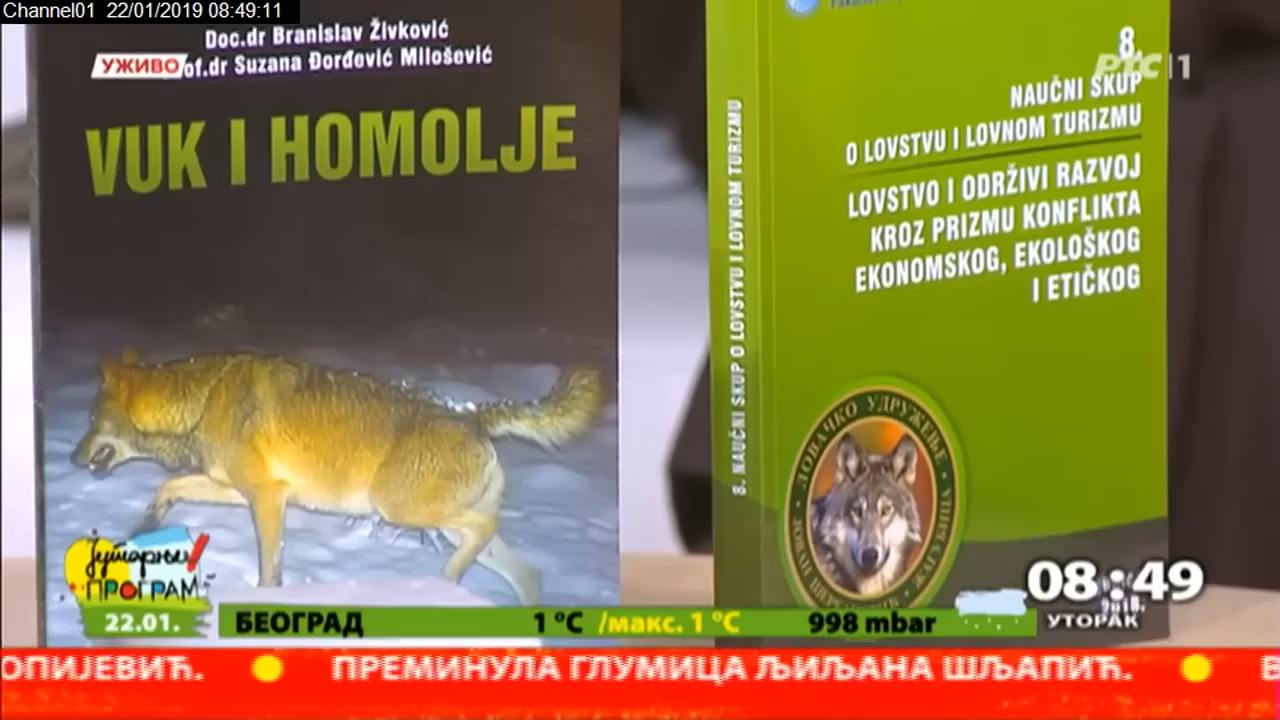 Channel01 22/01/2019 08:49:11
Doc.dr Branislav Živković
of.dr Suzana Đorđević Milošević
УЖИВО
VUK I HOMOLJE
8.
РТС 1
NAUČNI SKUP
O LOVSTVU I LOVNOM TURIZMU
LOVSTVO I ODRŽIVI RAZVOJ
KROZ PRIZMU KONFLIKTA
EKONOMSKOG, EKOLOŠKOG
I ETIČKOG
8. NAUČNI SKUP O LOVSTVU I LOVNOM TURIZMU
ЛОВАЧКО УДРУЖЕЊЕ
ЖАГУБИЦА
Јутарњи
ПРОГРАМ
22.01.
БЕОГРАД 1 °C /макс. 1 °C 998 mbar
08:49
2018.
УТОРАК
ОПИЈЕВИЋ. ПРЕМИНУЛА ГЛУМИЦА ЉИЉАНА ШЉАПИЋ. В